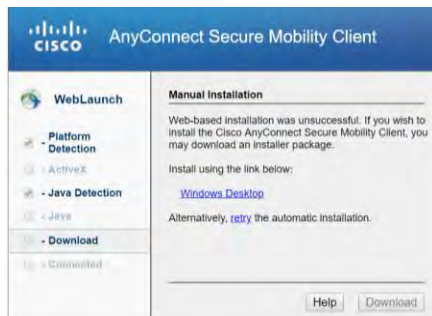 CISCO
AnyConnect Secure Mobility Client
WebLaunch
- Platform
Detection
- ActiveX
- Java Detection
- Java
- Download
- Connected
Manual Installation
Web-based installation was unsuccessful. If you wish to
install the Cisco AnyConnect Secure Mobility Client, you
may download an installer package.
Install using the link below:
Windows Desktop
Alternatively, retry the automatic installation.
Help
Download